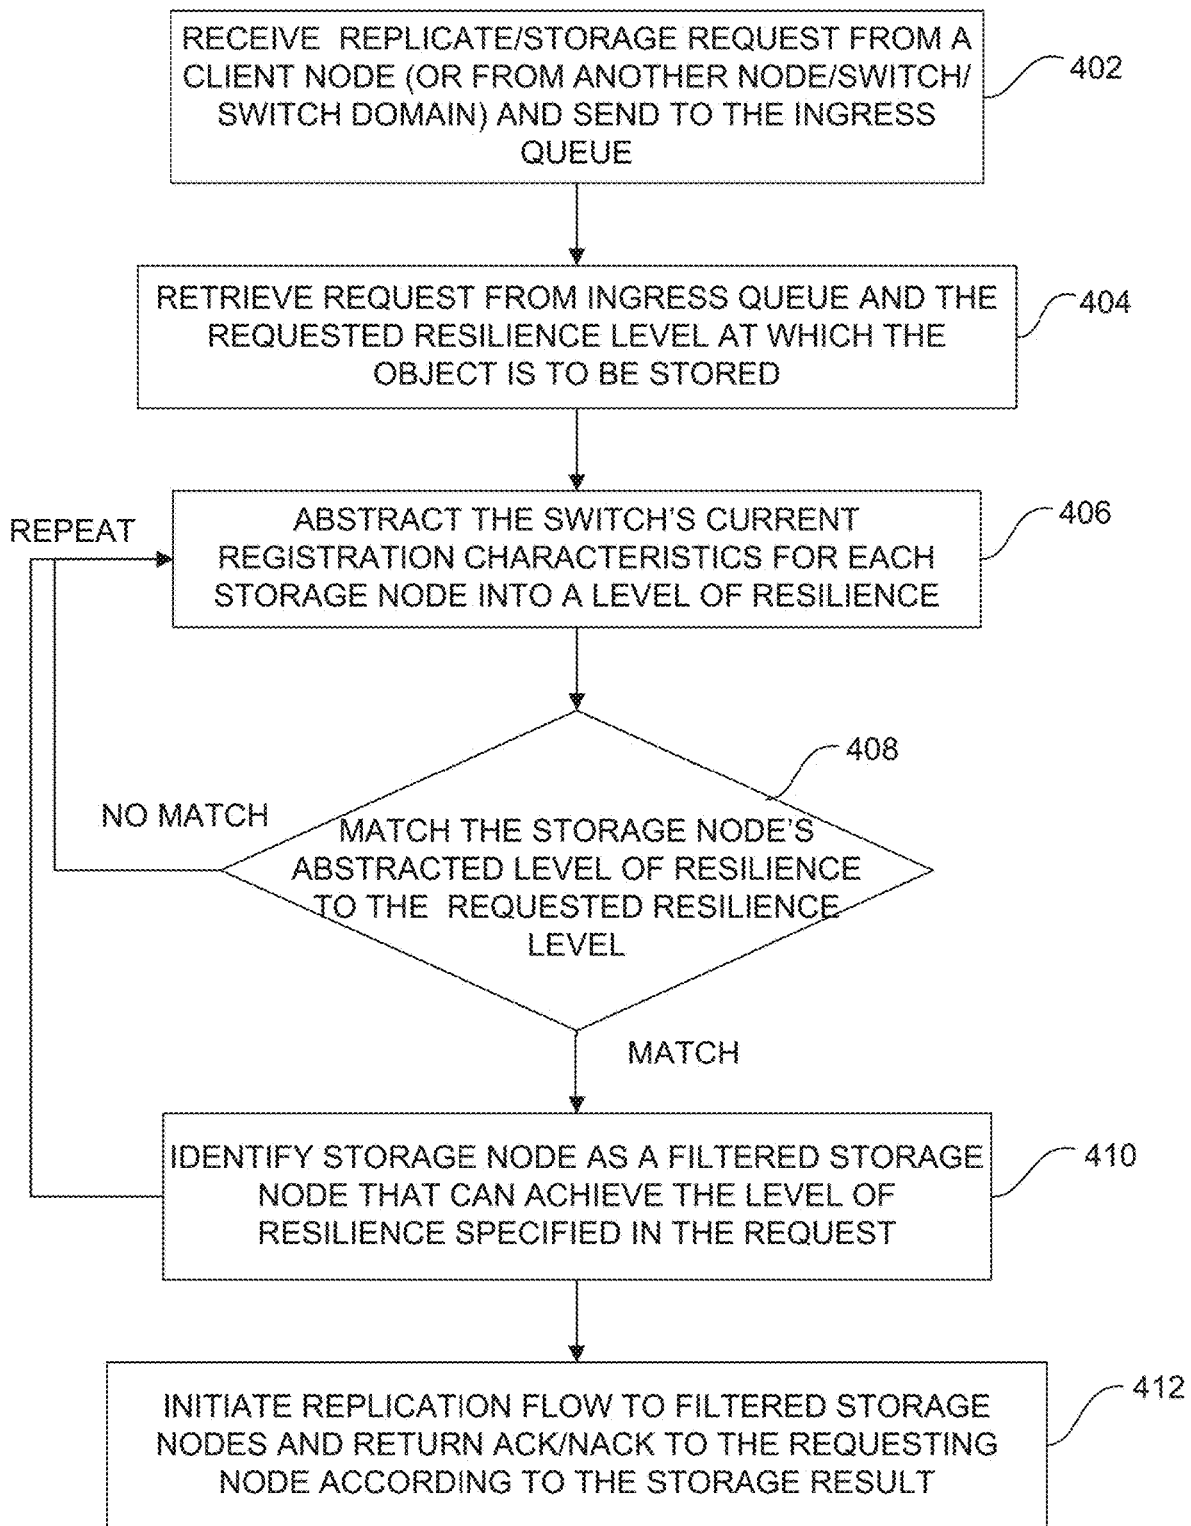 RECEIVE REPLICATE/STORAGE REQUEST FROM A
CLIENT NODE (OR FROM ANOTHER NODE/SWITCH/
SWITCH DOMAIN) AND SEND TO THE INGRESS
QUEUE
402
RETRIEVE REQUEST FROM INGRESS QUEUE AND THE
REQUESTED RESILIENCE LEVEL AT WHICH THE
OBJECT IS TO BE STORED
404
REPEAT
ABSTRACT THE SWITCH'S CURRENT
REGISTRATION CHARACTERISTICS FOR EACH
STORAGE NODE INTO A LEVEL OF RESILIENCE
406
408
NO MATCH
MATCH THE STORAGE NODE'S
ABSTRACTED LEVEL OF RESILIENCE
TO THE REQUESTED RESILIENCE
LEVEL
MATCH
IDENTIFY STORAGE NODE AS A FILTERED STORAGE
NODE THAT CAN ACHIEVE THE LEVEL OF
RESILIENCE SPECIFIED IN THE REQUEST
410
INITIATE REPLICATION FLOW TO FILTERED STORAGE
NODES AND RETURN ACK/NACK TO THE REQUESTING
NODE ACCORDING TO THE STORAGE RESULT
412